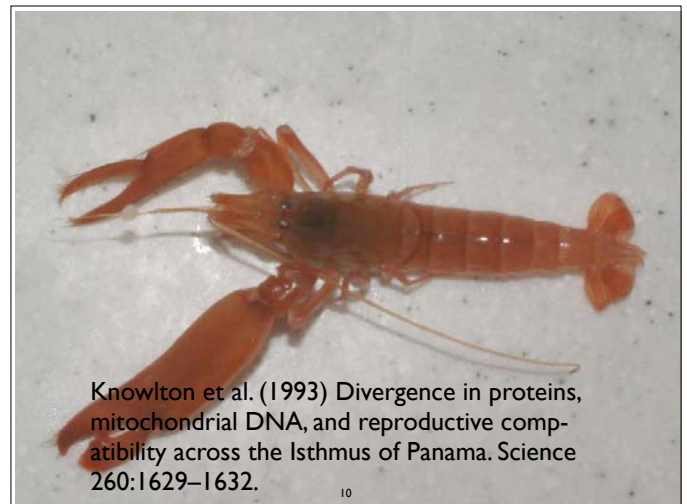 Knowlton et al. (1993) Divergence in proteins,
mitochondrial DNA, and reproductive comp-
atibility across the Isthmus of Panama. Science
260:1629–1632.
10